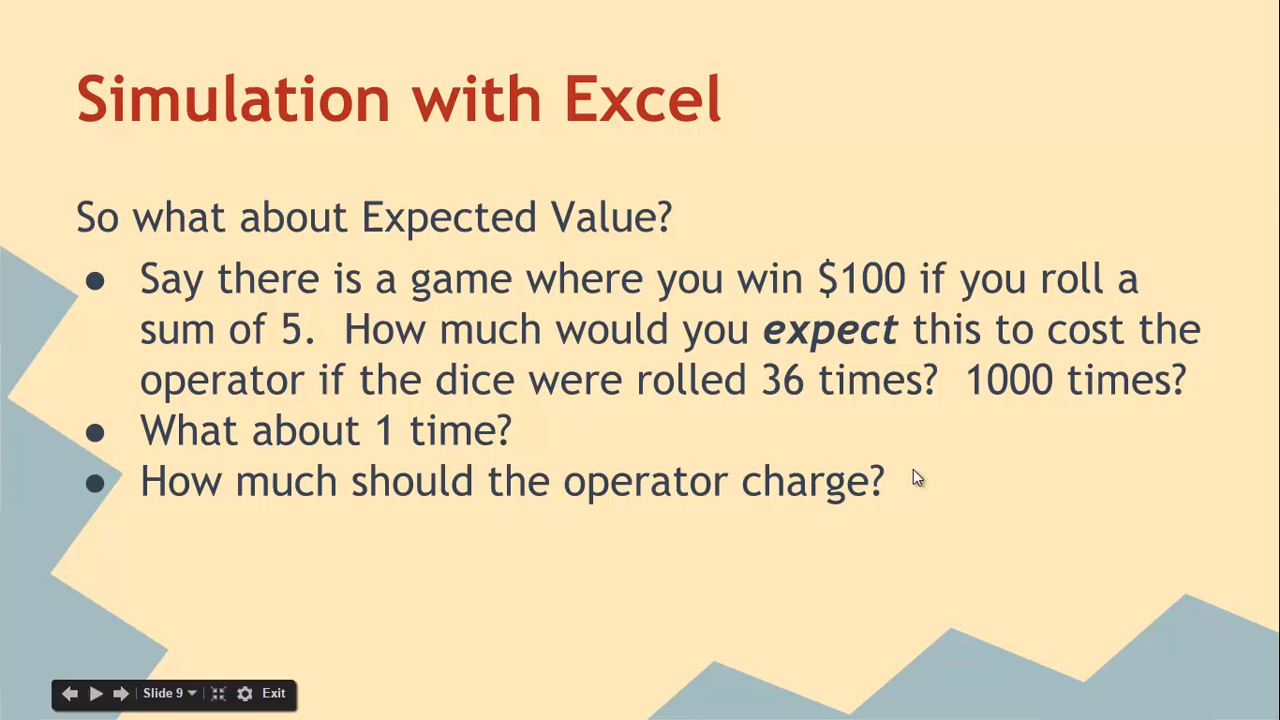 Simulation with Excel
So what about Expected Value?
● Say there is a game where you win $100 if you roll a
sum of 5.  How much would you expect this to cost the
operator if the dice were rolled 36 times?  1000 times?
● What about 1 time?
● How much should the operator charge?
Slide 9 Exit